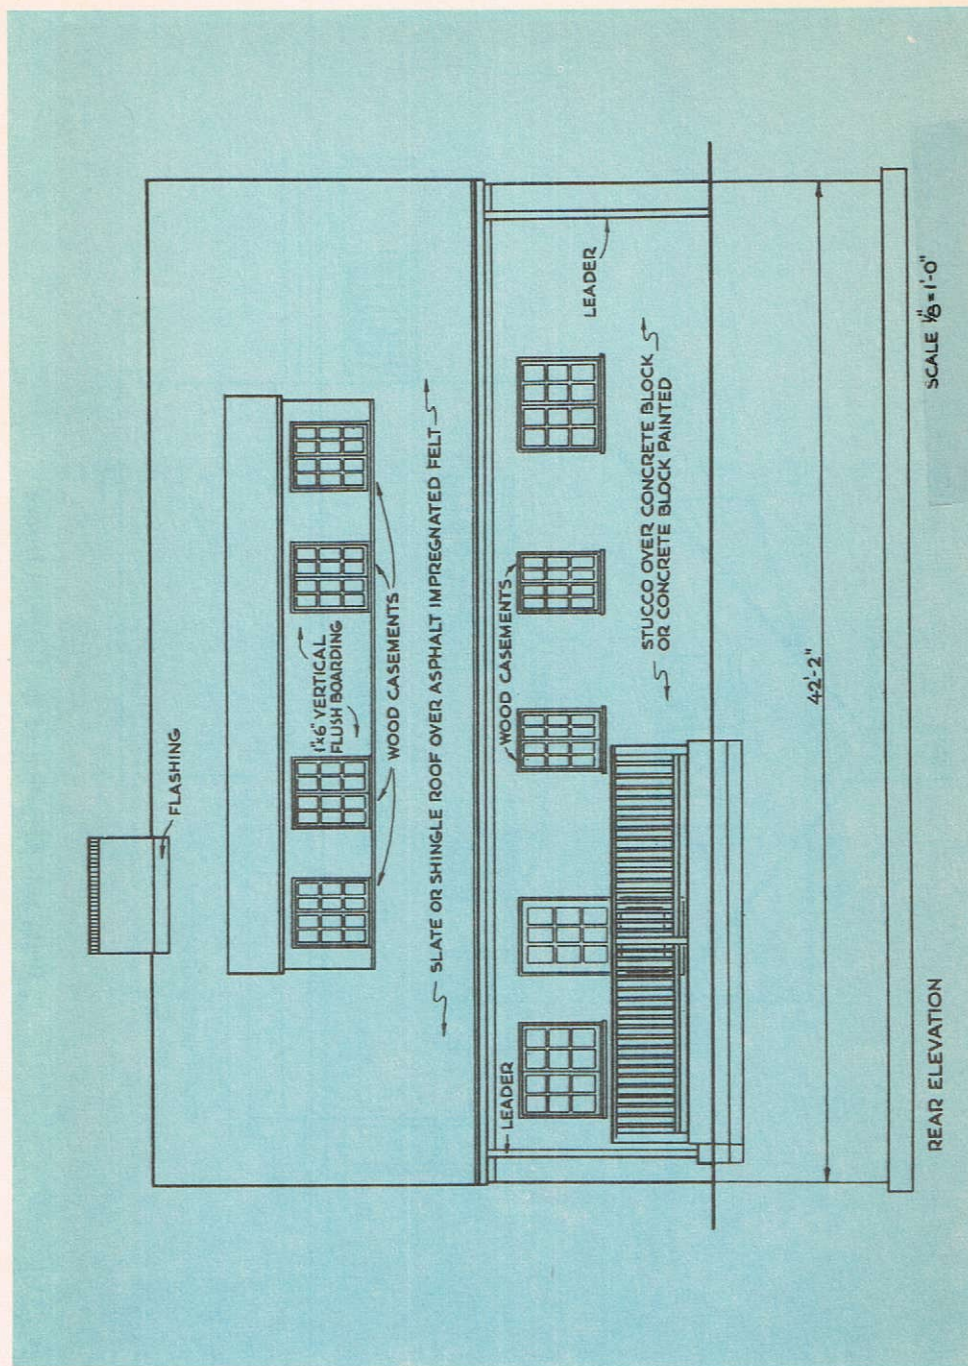 FLASHING
1"x6" VERTICAL
FLUSH BOARDING
WOOD CASEMENTS
SLATE OR SHINGLE ROOF OVER ASPHALT IMPREGNATED FELT
LEADER
WOOD CASEMENTS
LEADER
STUCCO OVER CONCRETE BLOCK
OR CONCRETE BLOCK PAINTED
42'-2"
REAR ELEVATION
SCALE 1/8"=1'-0"